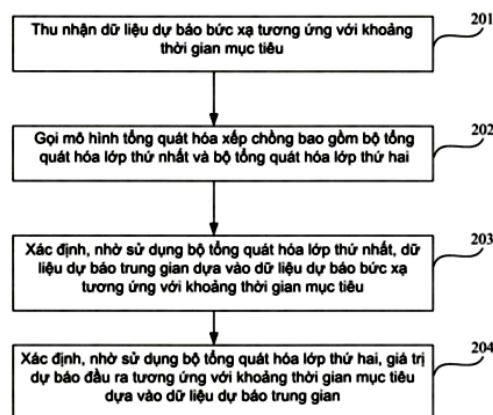 Thu nhận dữ liệu dự báo bức xạ tương ứng với khoảng
thời gian mục tiêu
201
Gọi mô hình tổng quát hóa xếp chồng bao gồm bộ tổng
quát hóa lớp thứ nhất và bộ tổng quát hóa lớp thứ hai
202
Xác định, nhờ sử dụng bộ tổng quát hóa lớp thứ nhất, dữ
liệu dự báo trung gian dựa vào dữ liệu dự báo bức xạ
tương ứng với khoảng thời gian mục tiêu
203
Xác định, nhờ sử dụng bộ tổng quát hóa lớp thứ hai, giá trị
dự báo đầu ra tương ứng với khoảng thời gian mục tiêu
dựa vào dữ liệu dự báo trung gian
204